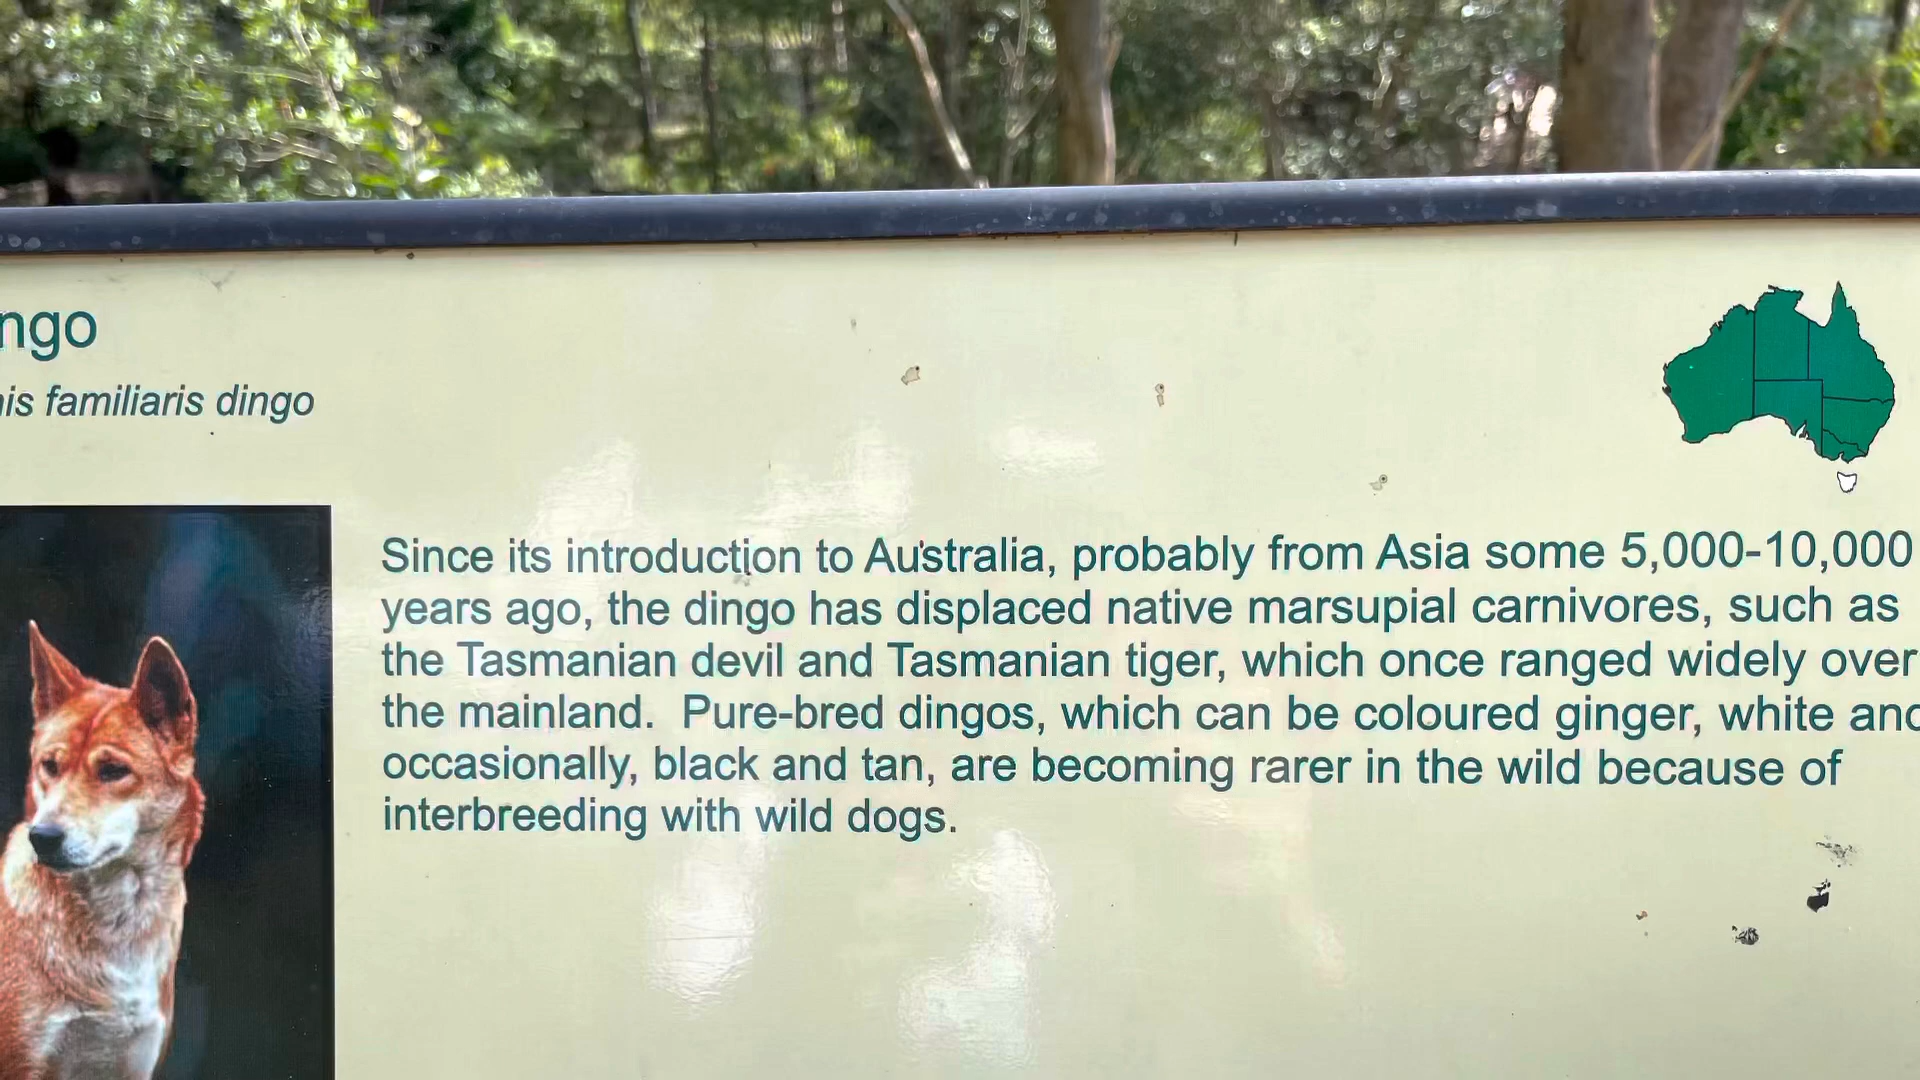 ngo
is familiaris dingo
Since its introduction to Australia, probably from Asia some 5,000-10,000
years ago, the dingo has displaced native marsupial carnivores, such as
the Tasmanian devil and Tasmanian tiger, which once ranged widely over
the mainland. Pure-bred dingos, which can be coloured ginger, white and
occasionally, black and tan, are becoming rarer in the wild because of
interbreeding with wild dogs.